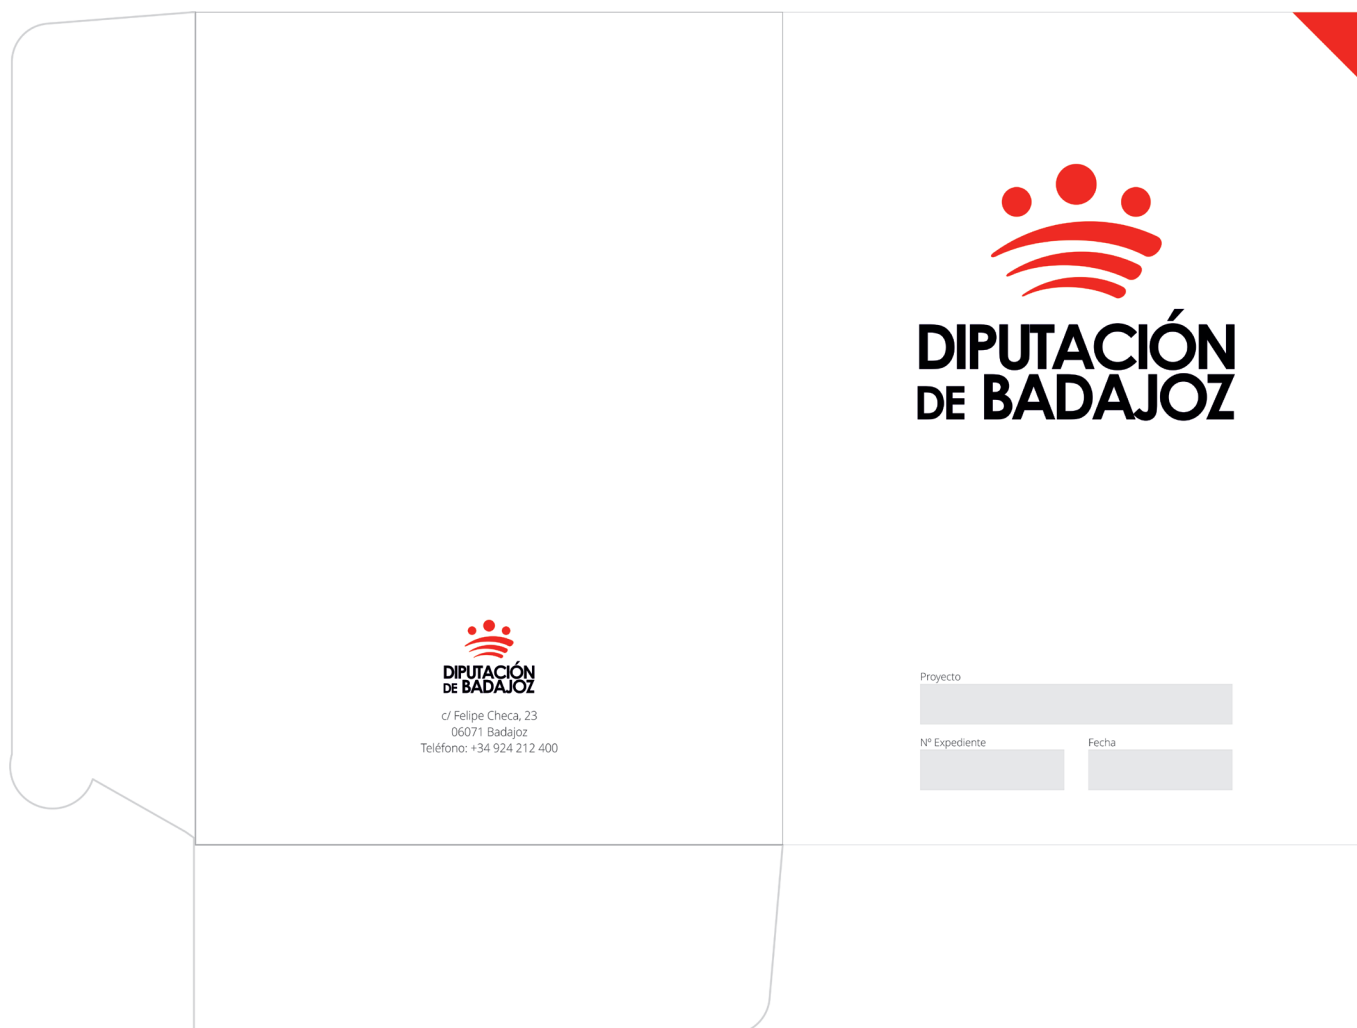 DIPUTACIÓN
DE BADAJOZ
c/ Felipe Checa, 23
06071 Badajoz
Teléfono: +34 924 212 400
DIPUTACIÓN
DE BADAJOZ
Proyecto
Nº Expediente
Fecha